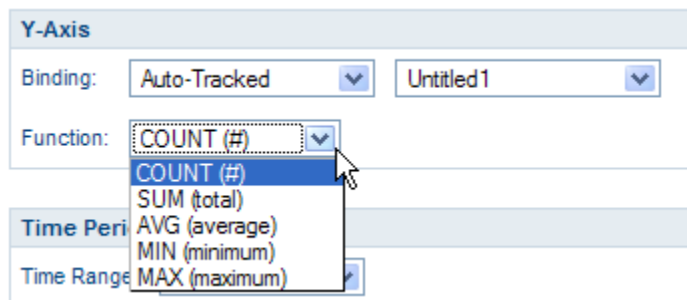 Y-Axis
Binding: Auto-Tracked Untitled1
Function: COUNT (#)
COUNT (#)
SUM (total)
Time Peri AVG (average)
MIN (minimum)
Time Range MAX (maximum)